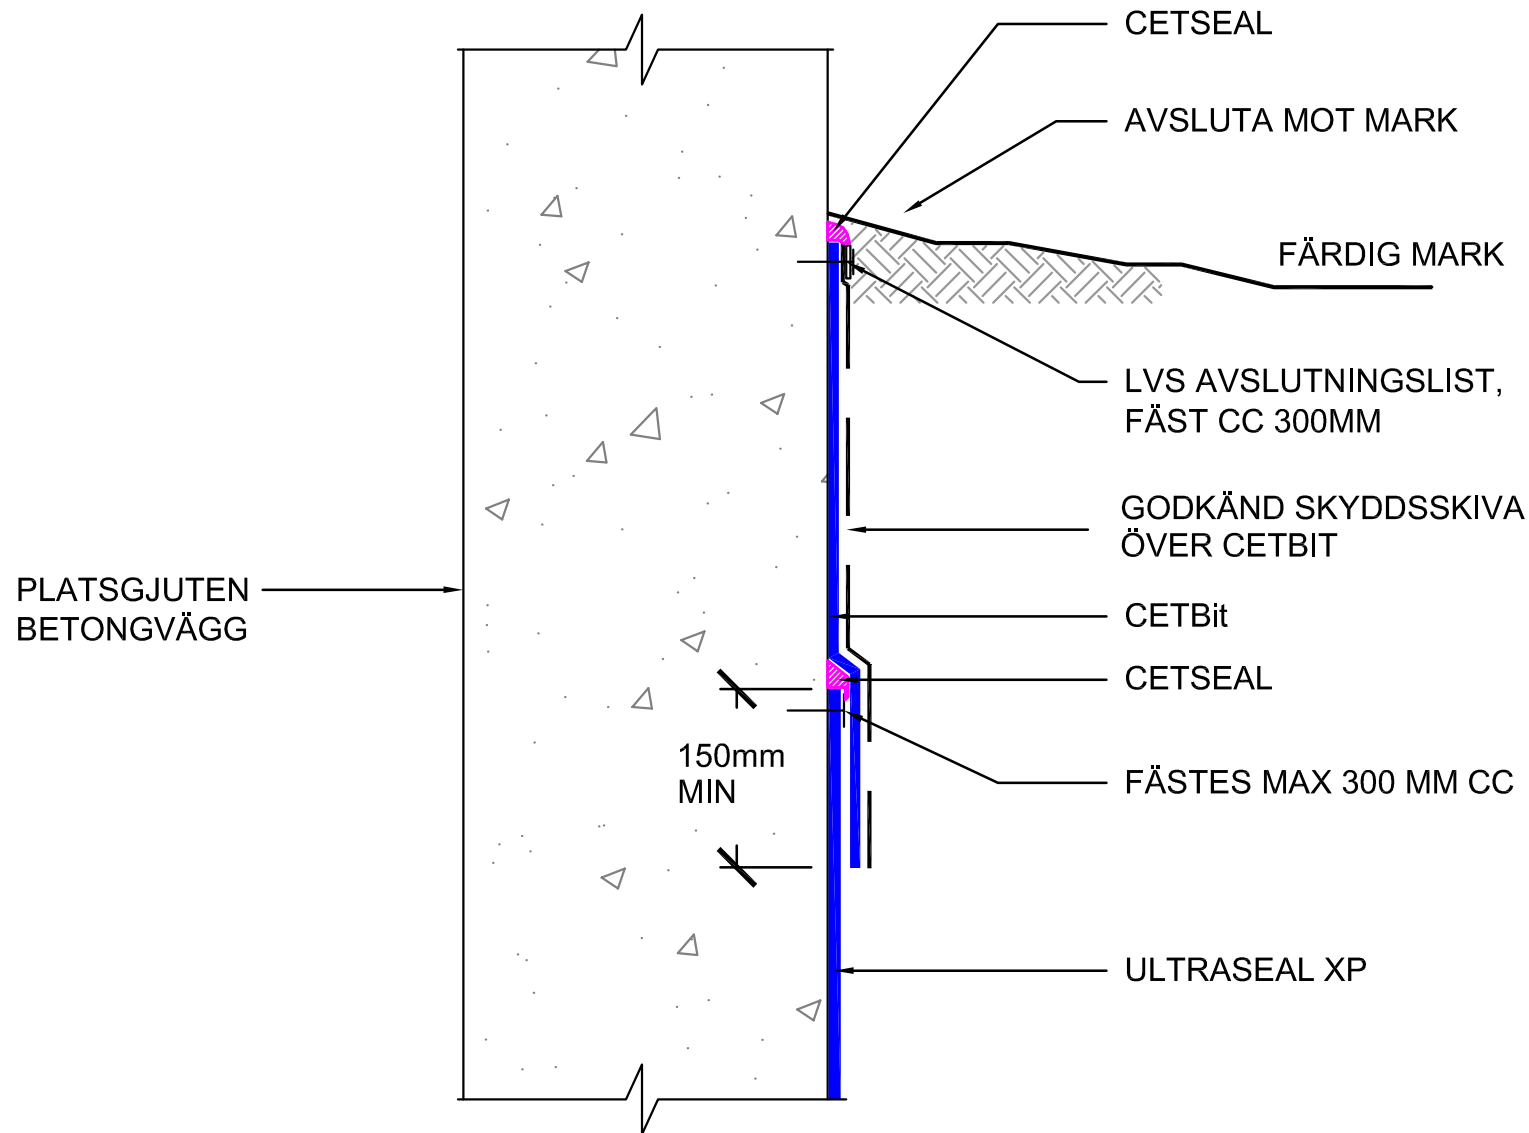 CETSEAL
AVSLUTA MOT MARK
FÄRDIG MARK
LVS AVSLUTNINGSLIST,
FÄST CC 300MM
GODKÄND SKYDDSSKIVA
ÖVER CETBIT
PLATSGJUTEN
BETONGVÄGG
CETBit
CETSEAL
150mm
MIN
FÄSTES MAX 300 MM CC
ULTRASEAL XP